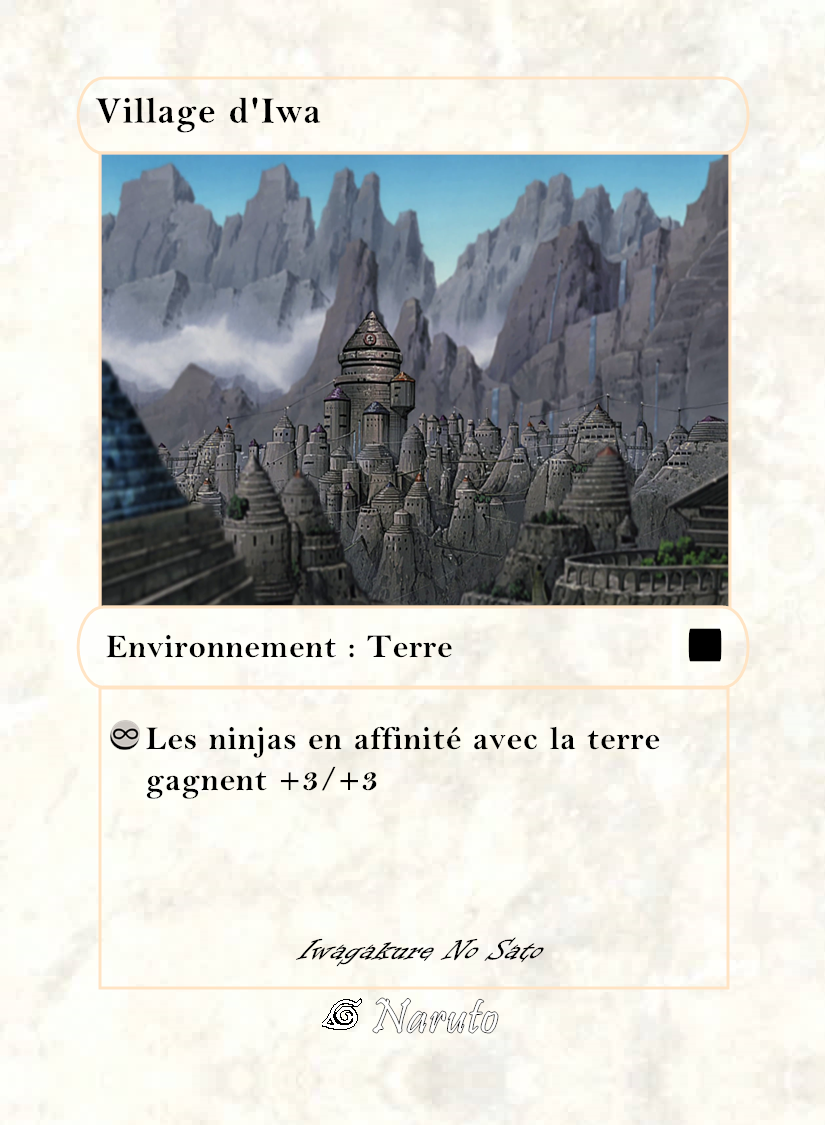 Village d'Iwa
Environnement : Terre
∞ Les ninjas en affinité avec la terre
gagnent +3/+3
Iwagakure No Sato
Naruto